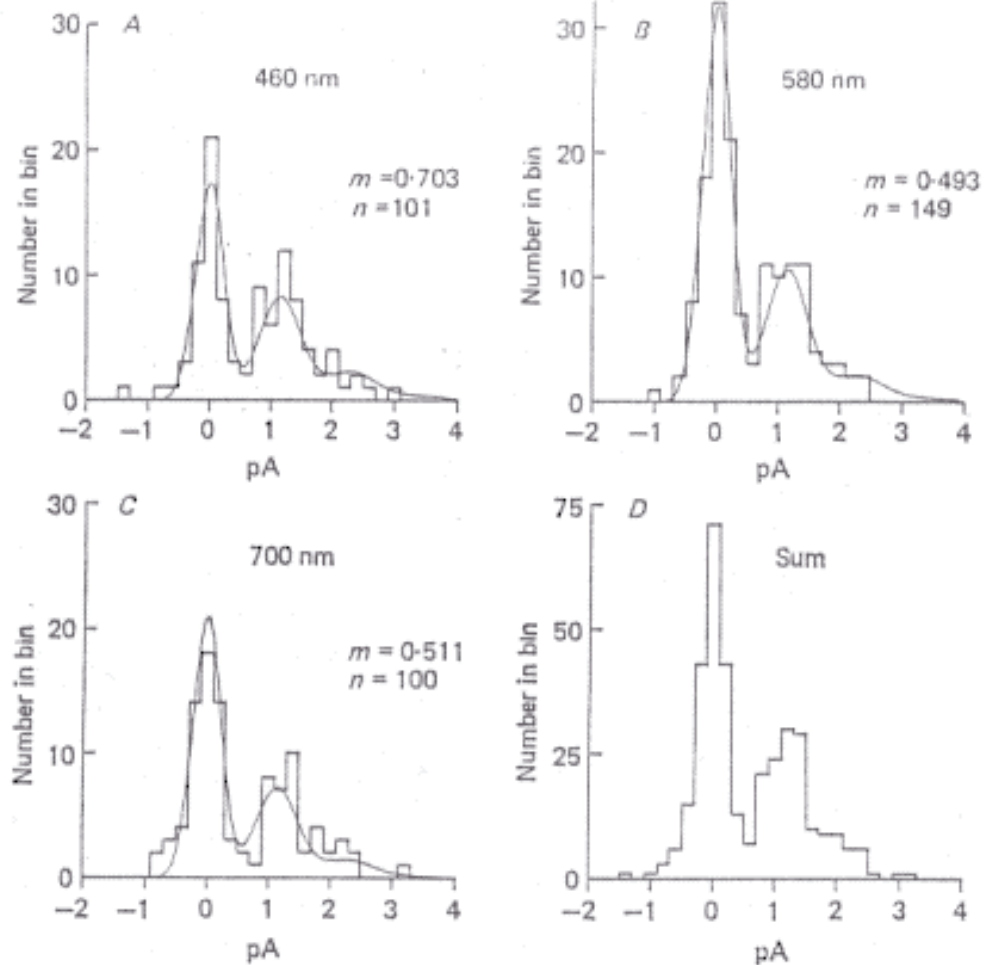 A
460 nm
m =0·703
n =101
Number in bin
30
20
10
0
−2 −1 0 1 2 3 4
pA
B
580 nm
m = 0·493
n = 149
Number in bin
30
20
10
0
−2 −1 0 1 2 3 4
pA
C
700 nm
m = 0·511
n = 100
Number in bin
30
20
10
0
−2 −1 0 1 2 3 4
pA
D
Sum
Number in bin
75
50
25
0
−2 −1 0 1 2 3 4
pA